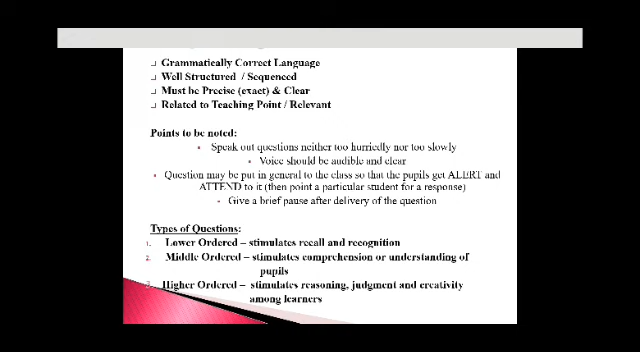 ❑ Grammatically Correct Language
❑ Well Structured / Sequenced
❑ Must be Precise (exact) & Clear
❑ Related to Teaching Point / Relevant
Points to be noted:
• Speak out questions neither too hurriedly nor too slowly
• Voice should be audible and clear
• Question may be put in general to the class so that the pupils get ALERT and
ATTEND to it (then point a particular student for a response)
• Give a brief pause after delivery of the question
Types of Questions:
1. Lower Ordered – stimulates recall and recognition
2. Middle Ordered – stimulates comprehension or understanding of
pupils
3. Higher Ordered – stimulates reasoning, judgment and creativity
among learners